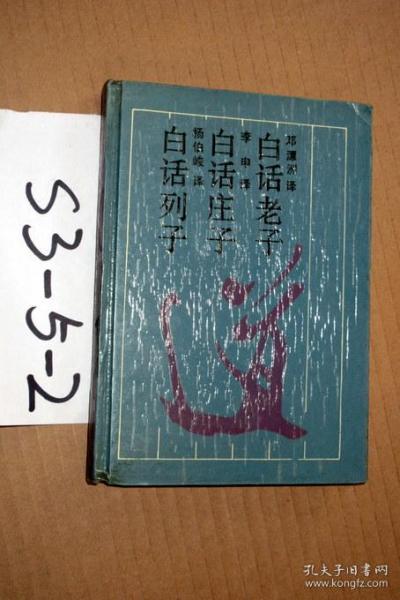 邓潭洲译
白话老子
李申译
白话庄子
杨伯峻译
白话列子
道
S3-5-2
孔夫子旧书网
www.kongfz.com